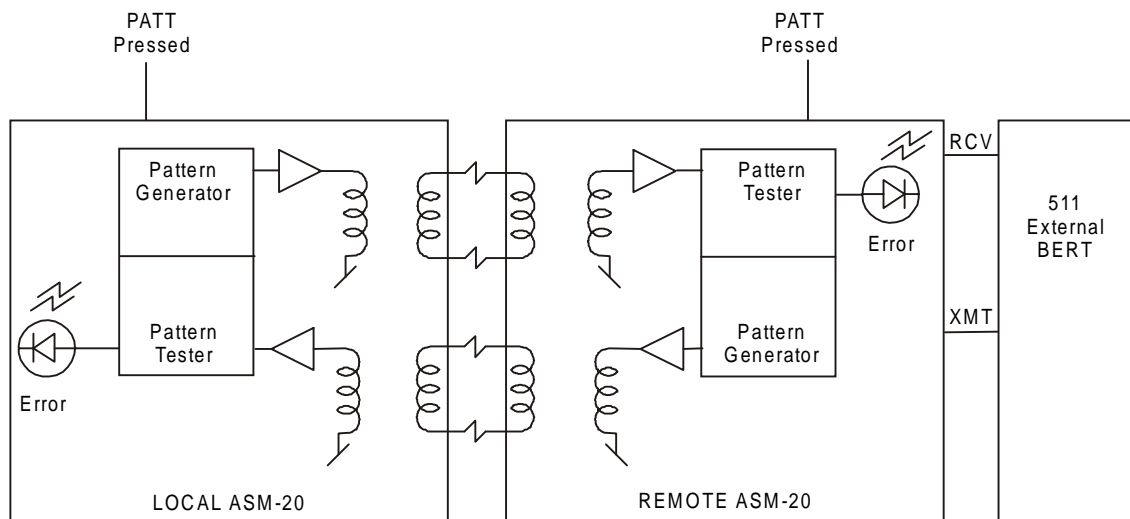 PATT
Pressed
PATT
Pressed
Pattern
Generator
Pattern
Tester
Error
LOCAL ASM-20
Pattern
Tester
Error
Pattern
Generator
REMOTE ASM-20
RCV
XMT
511
External
BERT